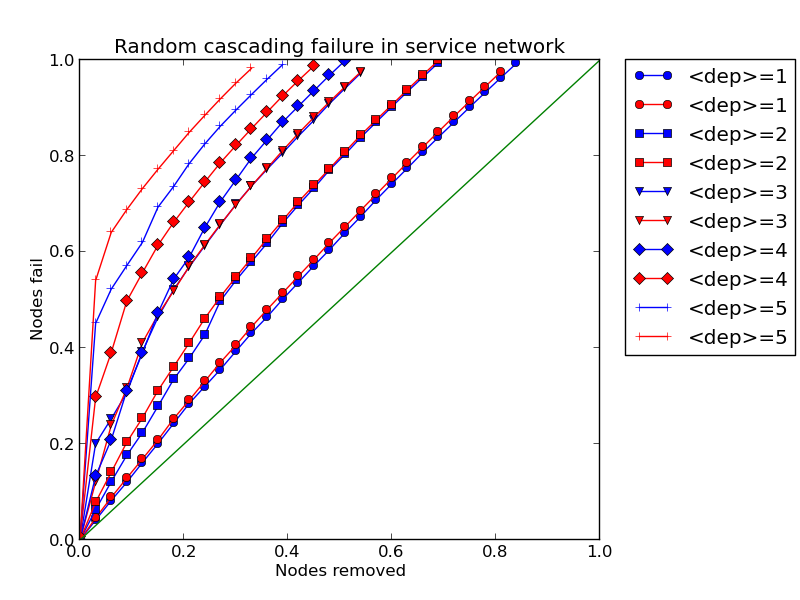 Random cascading failure in service network
1.0
0.8
0.6
0.4
0.2
0.0
Nodes fail
0.0 0.2 0.4 0.6 0.8 1.0
Nodes removed
<dep>=1
<dep>=1
<dep>=2
<dep>=2
<dep>=3
<dep>=3
<dep>=4
<dep>=4
<dep>=5
<dep>=5